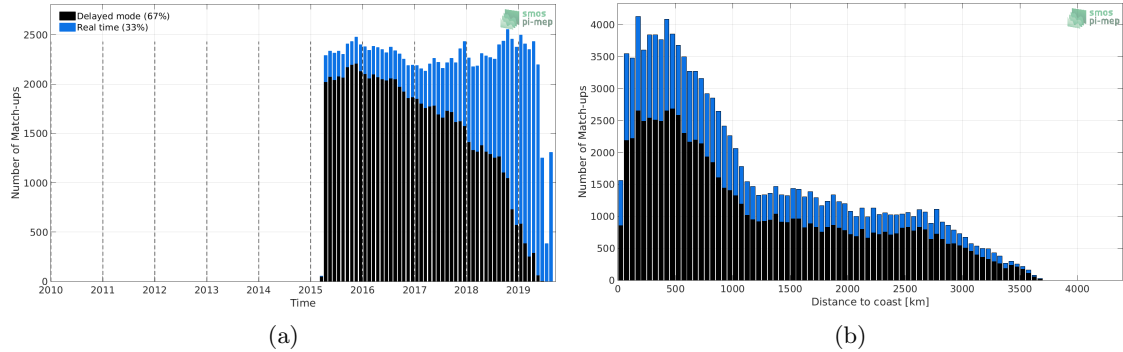 Delayed mode (67%)
Real time (33%)
smos
pi-mep
Number of Match-ups
2500
2000
1500
1000
500
0
2010 2011 2012 2013 2014 2015 2016 2017 2018 2019
Time
(a)
smos
pi-mep
Number of Match-ups
4000
3500
3000
2500
2000
1500
1000
500
0
0 500 1000 1500 2000 2500 3000 3500 4000
Distance to coast [km]
(b)